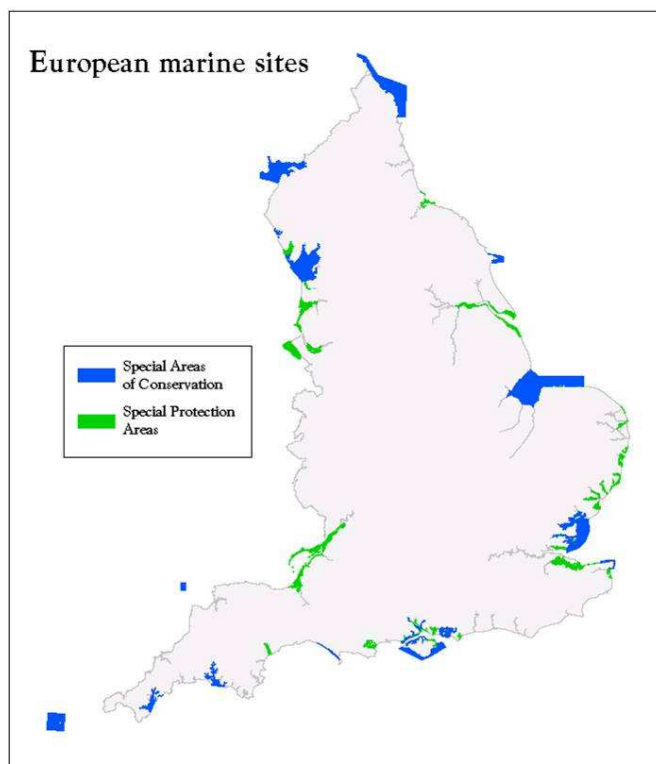 European marine sites
Special Areas
of Conservation
Special Protection
Areas